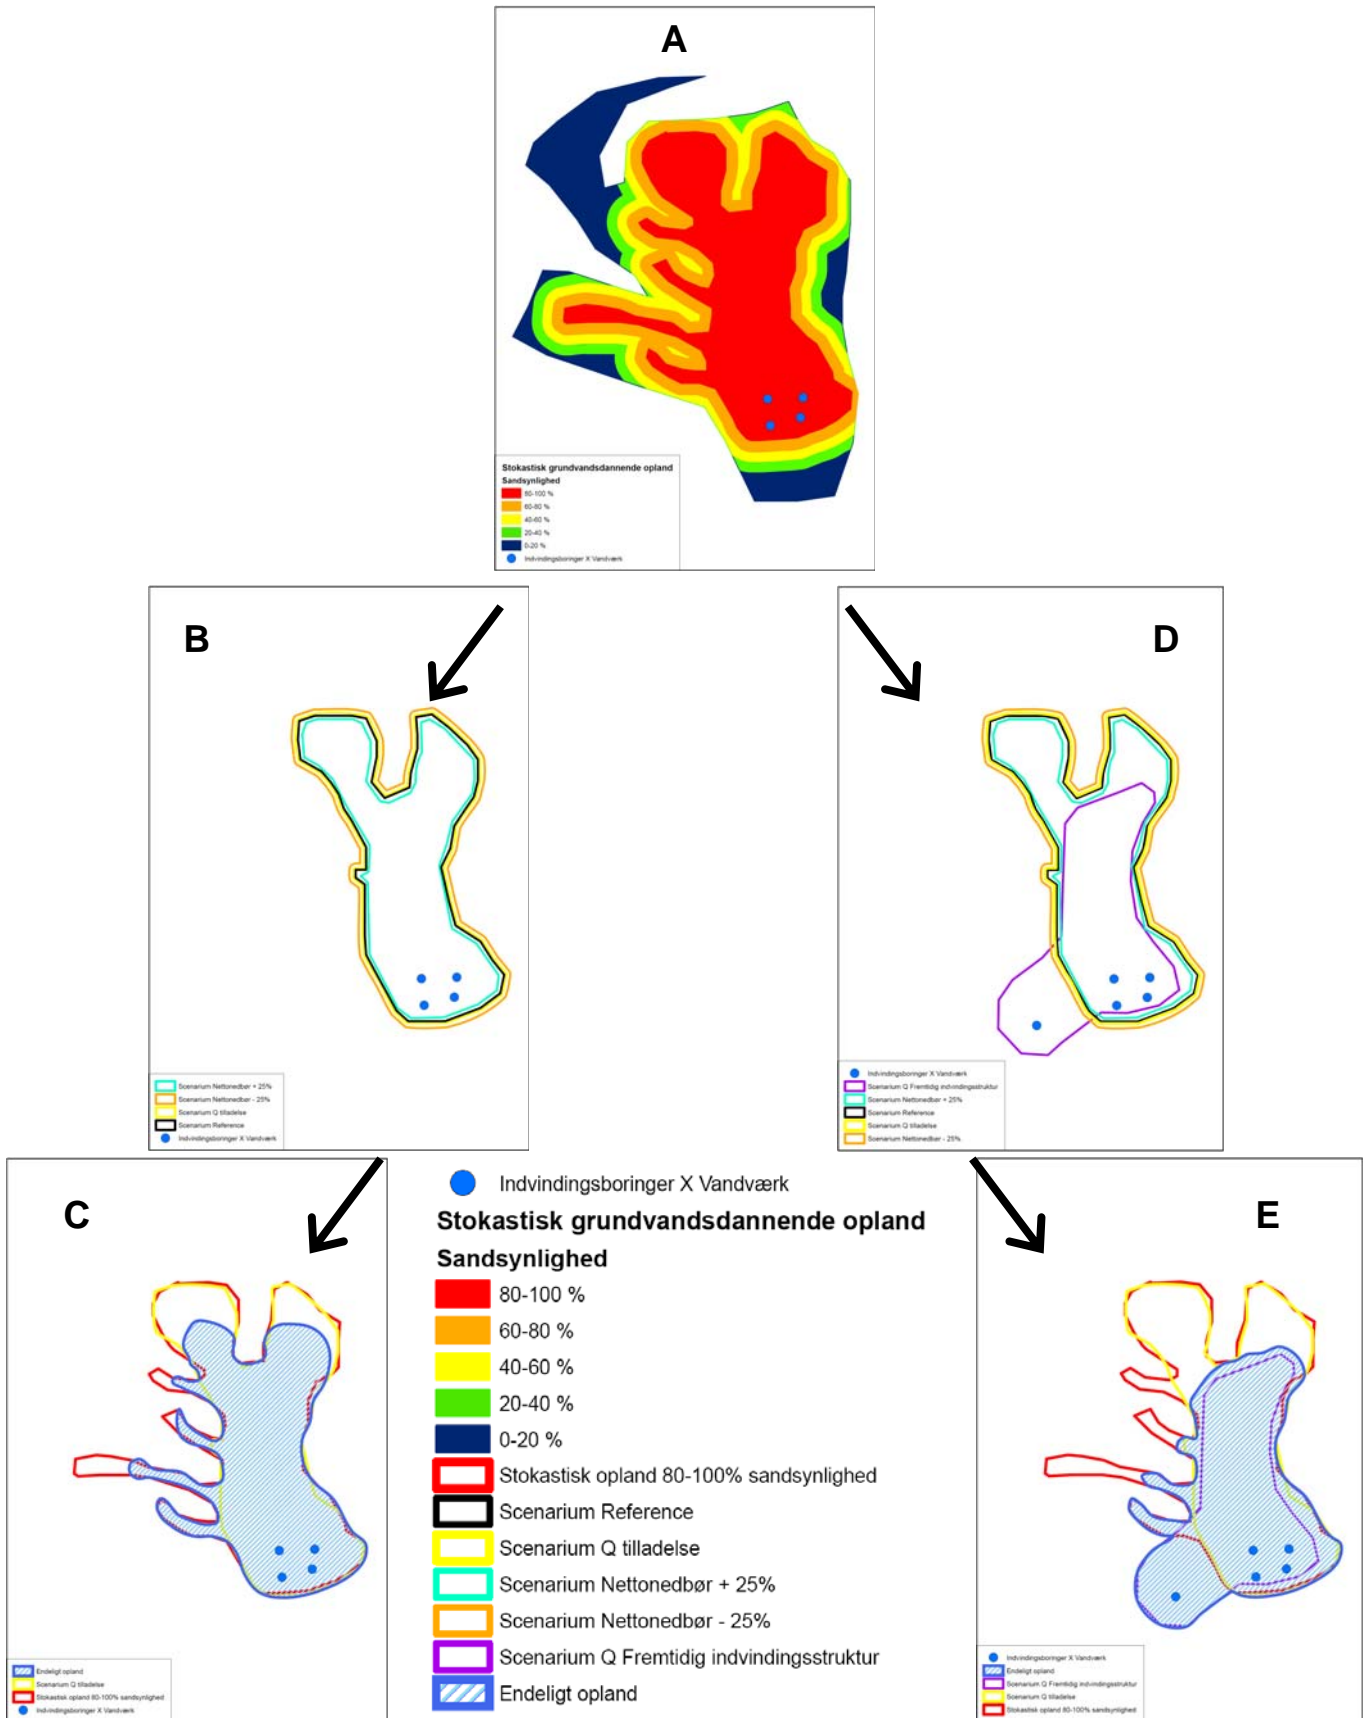 A
Stokastisk grundvandsdannende opland
Sandsynlighed
80-100 %
60-80 %
40-60 %
20-40 %
0-20 %
Indvindingsboringer X Vandværk
B
Scenarium Nettonedbør + 25%
Scenarium Nettonedbør - 25%
Scenarium Q tilladelse
Scenarium Reference
Indvindingsboringer X Vandværk
D
Indvindingsboringer X Vandværk
Scenarium Q Fremtidig indvindingsstruktur
Scenarium Nettonedbør + 25%
Scenarium Reference
Scenarium Q tilladelse
Scenarium Nettonedbør - 25%
C
Endeligt opland
Scenarium Q tilladelse
Stokastisk opland 80-100% sandsynlighed
Indvindingsboringer X Vandværk
Indvindingsboringer X Vandværk
Stokastisk grundvandsdannende opland
Sandsynlighed
80-100 %
60-80 %
40-60 %
20-40 %
0-20 %
Stokastisk opland 80-100% sandsynlighed
Scenarium Reference
Scenarium Q tilladelse
Scenarium Nettonedbør + 25%
Scenarium Nettonedbør - 25%
Scenarium Q Fremtidig indvindingsstruktur
Endeligt opland
E
Indvindingsboringer X Vandværk
Endeligt opland
Scenarium Q Fremtidig indvindingsstruktur
Scenarium Q tilladelse
Stokastisk opland 80-100% sandsynlighed